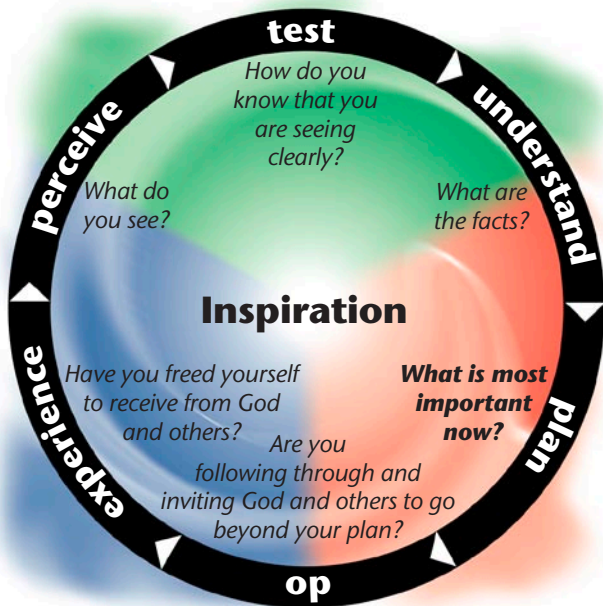 test
How do you
know that you
are seeing
clearly?
understand
What are
the facts?
plan
What is most
important
now?
do
Are you
following through and
inviting God and others to go
beyond your plan?
experience
Have you freed yourself
to receive from God
and others?
perceive
What do
you see?
Inspiration